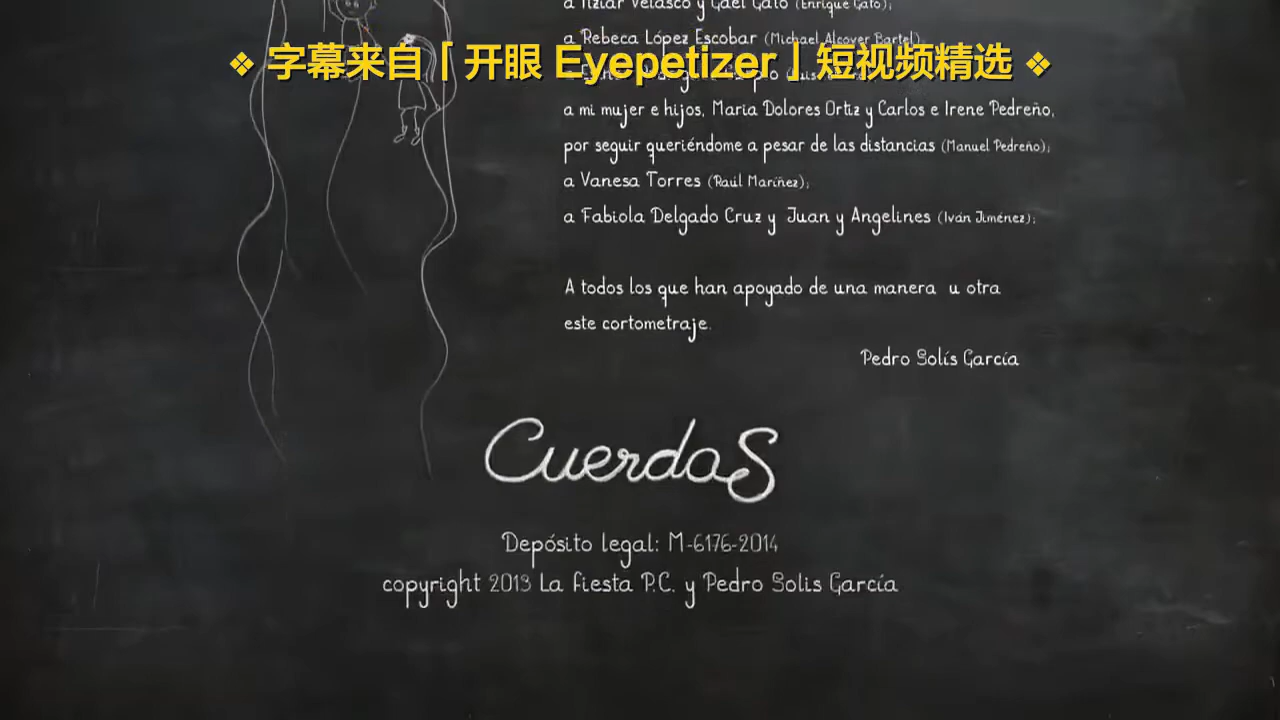 a Itziar Velasco y Gael Gato (Enrique Gato);
a Rebeca López Escobar (Michael Alcover Bartel);
❖ 字幕来自「 开眼 Eyepetizer 」短视频精选 ❖
a mi mujer e hijos, Maria Dolores Ortiz y Carlos e Irene Pedreño,
por seguir queriéndome a pesar de las distancias (Manuel Pedreño);
a Vanesa Torres (Raúl Maríñez);
a Fabiola Delgado Cruz y Juan y Angelines (Iván Jiménez);
A todos los que han apoyado de una manera u otra
este cortometraje.
Pedro Solís García
CuerdaS
Depósito legal: M-6176-2014
copyright 2013 La fiesta P.C. y Pedro Solis García